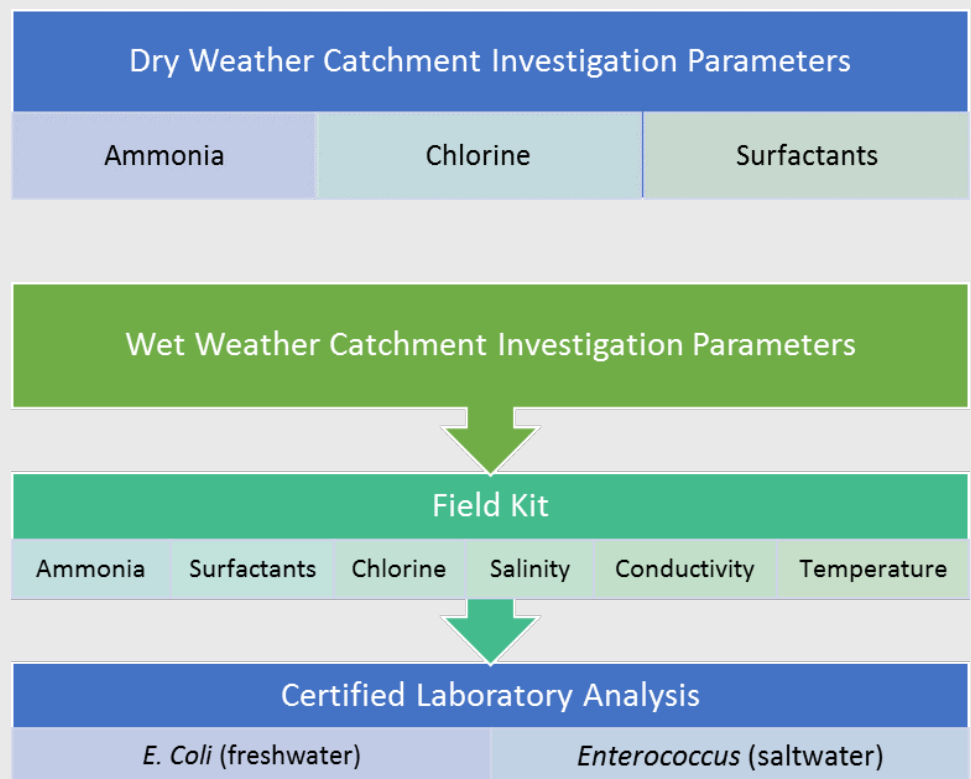 Dry Weather Catchment Investigation Parameters
Ammonia Chlorine Surfactants
Wet Weather Catchment Investigation Parameters
Field Kit
Ammonia Surfactants Chlorine Salinity Conductivity Temperature
Certified Laboratory Analysis
E. Coli (freshwater) Enterococcus (saltwater)